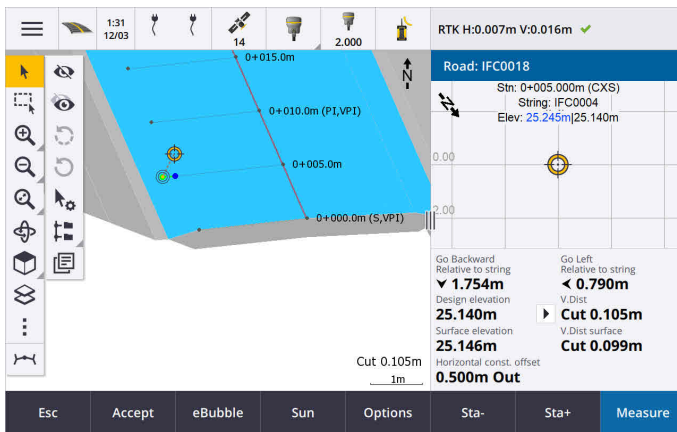 1:31
12/03
14
2.000
RTK H:0.007m V:0.016m
Road: IFC0018
Stn: 0+005.000m (CXS)
String: IFC0004
Elev: 25.245m|25.140m
0.00
2.00
N
0+015.0m
0+010.0m (PI,VPI)
0+005.0m
0+000.0m (S,VPI)
Cut 0.105m
1m
Go Backward
Relative to string
1.754m
Go Left
Relative to string
0.790m
Design elevation
25.140m
V.Dist
Cut 0.105m
Surface elevation
25.146m
V.Dist surface
Cut 0.099m
Horizontal const. offset
0.500m Out
Esc
Accept
eBubble
Sun
Options
Sta-
Sta+
Measure